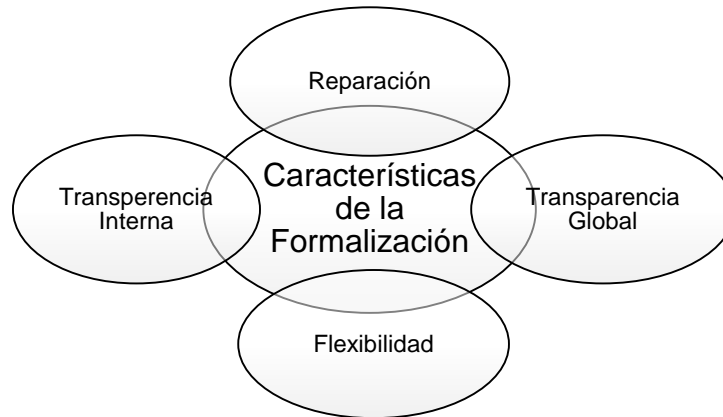 Reparación
Transperencia
Interna
Características
de la
Formalización
Transparencia
Global
Flexibilidad